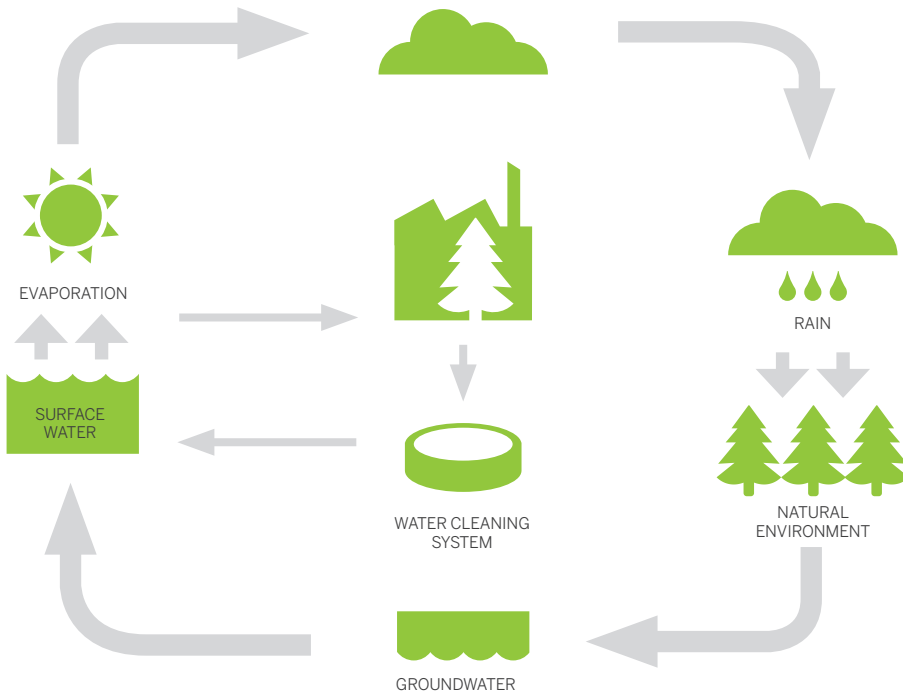 EVAPORATION
RAIN
SURFACE
WATER
NATURAL
ENVIRONMENT
WATER CLEANING
SYSTEM
GROUNDWATER